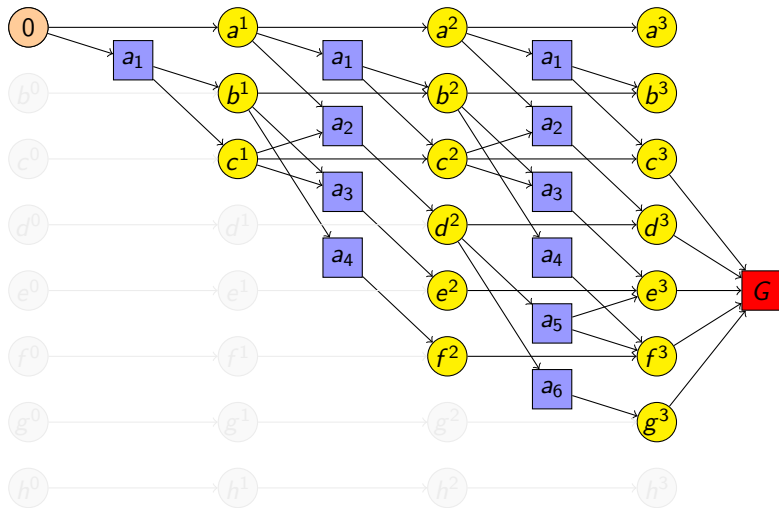 0 a¹ a² a³
a₁ a₁ a₁
b⁰ b¹ b² b³
a₂ a₂
c⁰ c¹ c² c³
a₃ a₃
d⁰ d¹ d² d³
a₄ a₄
e⁰ e¹ e² e³ G
a₅
f⁰ f¹ f² f³
a₆
g⁰ g¹ g² g³
h⁰ h¹ h² h³